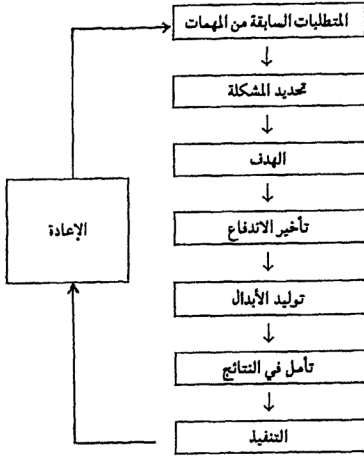 المتطلبات السابقة من المهمات
تحديد المشكلة
الهدف
تأخير الاندفاع
توليد الأبدال
تأمل في النتائج
التنفيذ
الإعادة